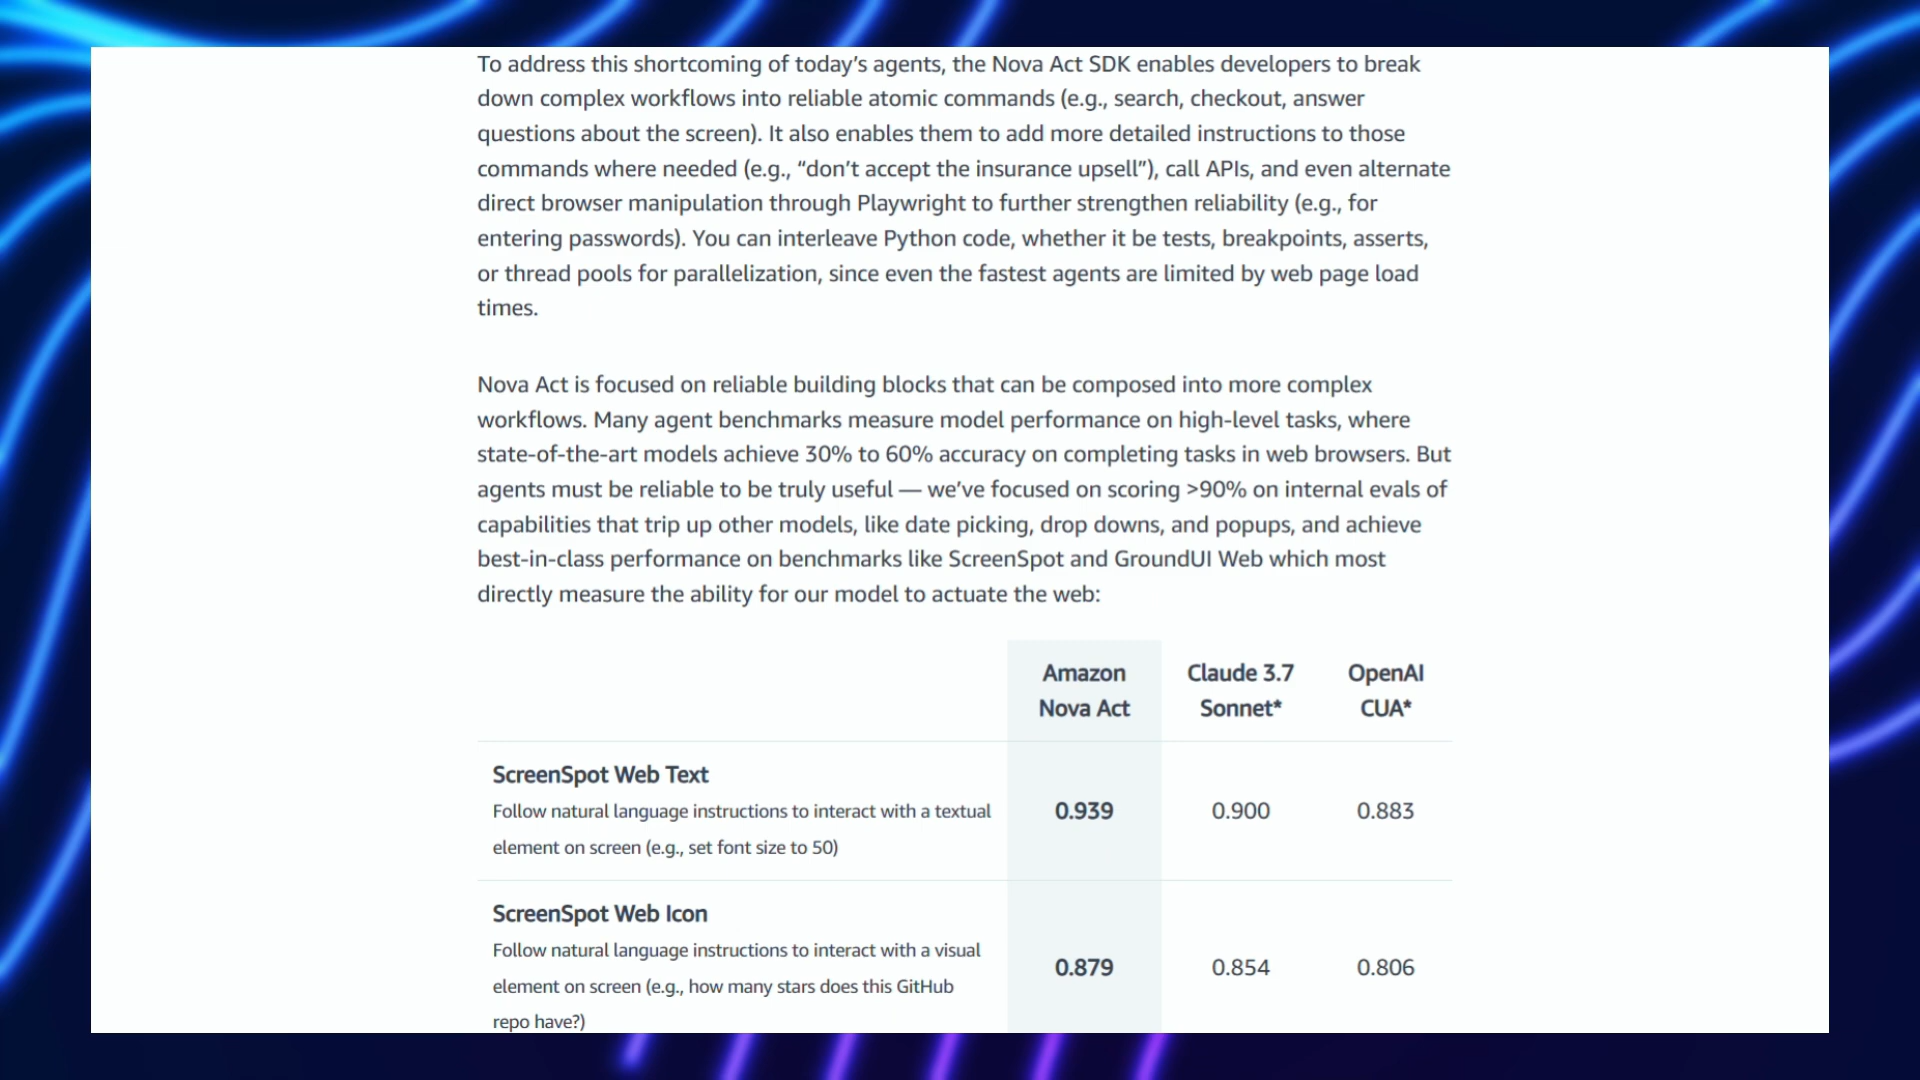 To address this shortcoming of today’s agents, the Nova Act SDK enables developers to break
down complex workflows into reliable atomic commands (e.g., search, checkout, answer
questions about the screen). It also enables them to add more detailed instructions to those
commands where needed (e.g., “don’t accept the insurance upsell”), call APIs, and even alternate
direct browser manipulation through Playwright to further strengthen reliability (e.g., for
entering passwords). You can interleave Python code, whether it be tests, breakpoints, asserts,
or thread pools for parallelization, since even the fastest agents are limited by web page load
times.
Nova Act is focused on reliable building blocks that can be composed into more complex
workflows. Many agent benchmarks measure model performance on high-level tasks, where
state-of-the-art models achieve 30% to 60% accuracy on completing tasks in web browsers. But
agents must be reliable to be truly useful — we’ve focused on scoring >90% on internal evals of
capabilities that trip up other models, like date picking, drop downs, and popups, and achieve
best-in-class performance on benchmarks like ScreenSpot and GroundUI Web which most
directly measure the ability for our model to actuate the web:
Amazon Claude 3.7 OpenAI
Nova Act Sonnet* CUA*
ScreenSpot Web Text
Follow natural language instructions to interact with a textual 0.939 0.900 0.883
element on screen (e.g., set font size to 50)
ScreenSpot Web Icon
Follow natural language instructions to interact with a visual 0.879 0.854 0.806
element on screen (e.g., how many stars does this GitHub
repo have?)